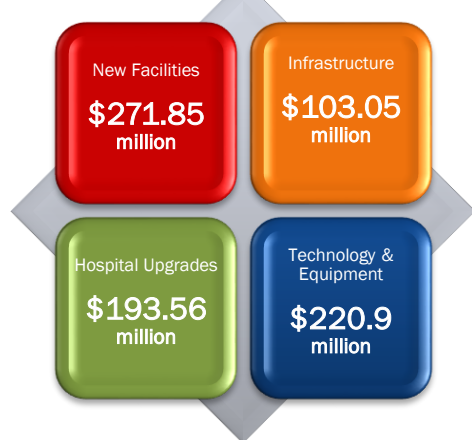 New Facilities
$271.85
million
Infrastructure
$103.05
million
Hospital Upgrades
$193.56
million
Technology &
Equipment
$220.9
million